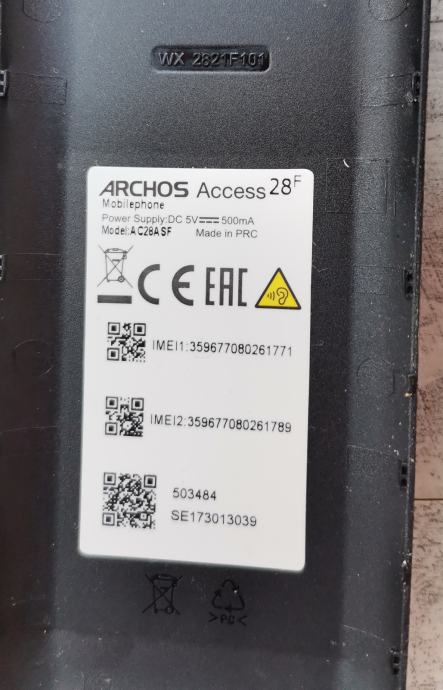 WX 2821F101
ARCHOS Access 28F
Mobilephone
Power Supply:DC 5V 500mA
Model:AC28ASF Made in PRC
CE EAC
IMEI1:359677080261771
IMEI2:359677080261789
503484
SE173013039
>PC<